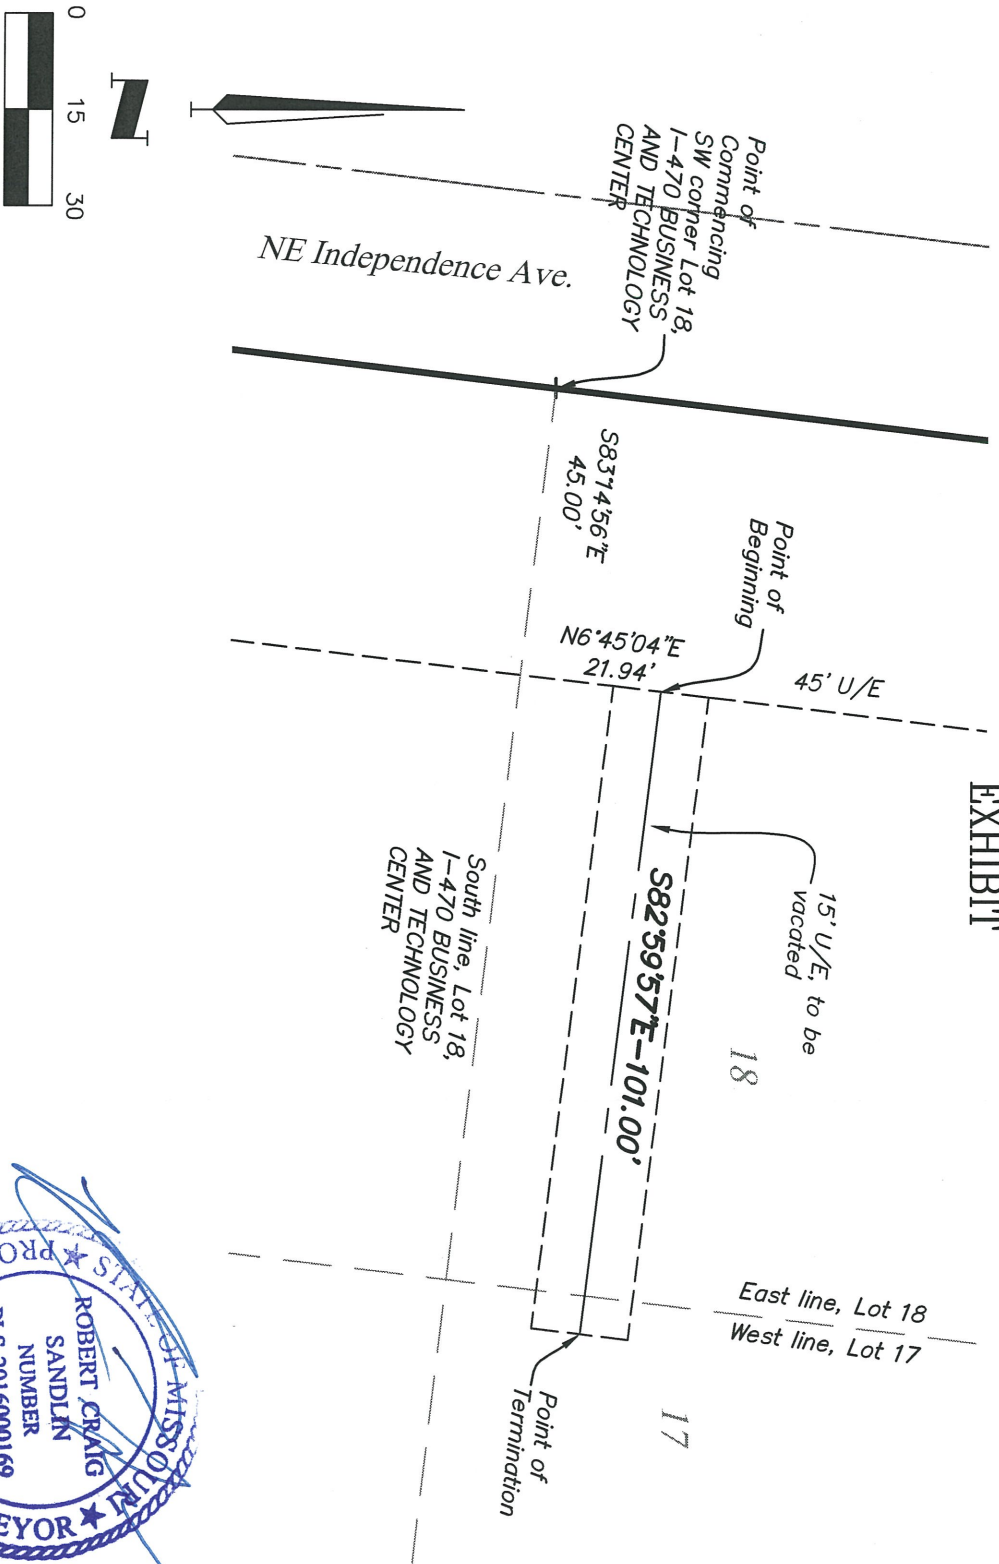 EXHIBIT
0
15
30
N
Point of
Commencing
SW corner Lot 18,
I-470 BUSINESS
AND TECHNOLOGY
CENTER
NE Independence Ave.
S83°14'56"E
45.00'
Point of
Beginning
N6°45'04"E
21.94'
45' U/E
15' U/E, to be
vacated
S82°59'57"E-101.00'
18
South line, Lot 18,
I-470 BUSINESS
AND TECHNOLOGY
CENTER
East line, Lot 18
West line, Lot 17
17
Point of
Termination
STATE OF MISSOURI
ROBERT CRAIG
SANDLIN
NUMBER